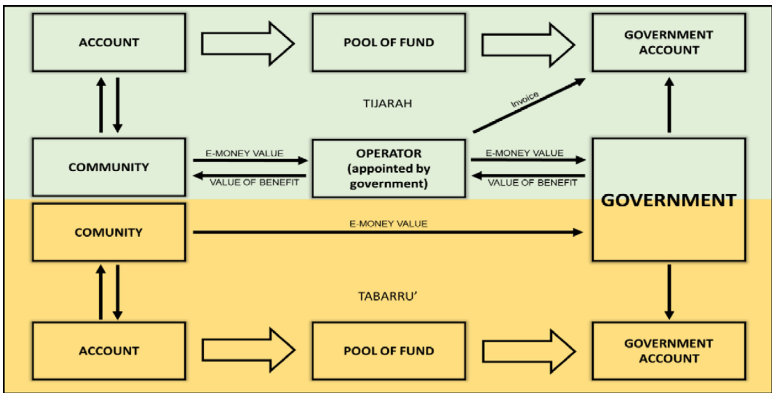 ACCOUNT
POOL OF FUND
GOVERNMENT
ACCOUNT
TIJARAH
Invoice
COMMUNITY
E-MONEY VALUE
VALUE OF BENEFIT
OPERATOR
(appointed by
government)
E-MONEY VALUE
VALUE OF BENEFIT
GOVERNMENT
COMUNITY
E-MONEY VALUE
TABARRU’
ACCOUNT
POOL OF FUND
GOVERNMENT
ACCOUNT